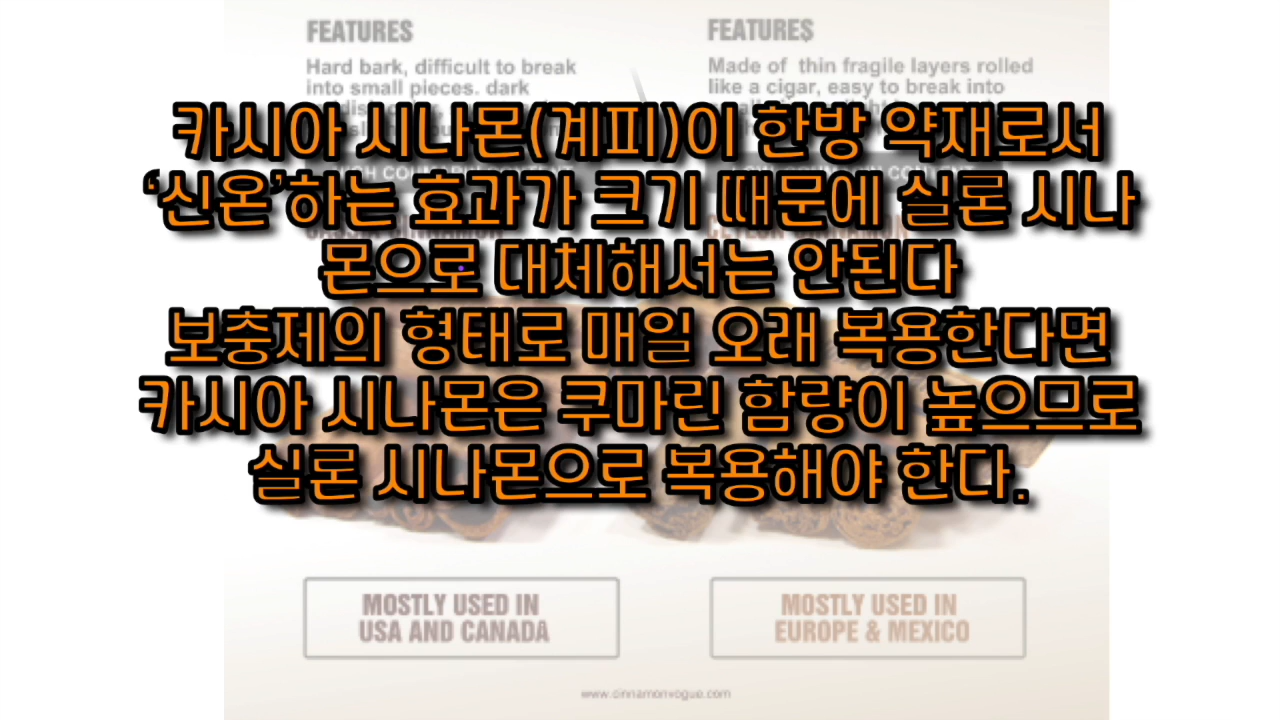 FEATURES
Hard bark, difficult to break
into small pieces. dark
FEATURES
Made of thin fragile layers rolled
like a cigar, easy to break into
카시아 시나몬(계피)이 한방 약재로서
‘신온’하는 효과가 크기 때문에 실론 시나
몬으로 대체해서는 안된다
보충제의 형태로 매일 오래 복용한다면
카시아 시나몬은 쿠마린 함량이 높으므로
실론 시나몬으로 복용해야 한다.
MOSTLY USED IN
USA AND CANADA
MOSTLY USED IN
EUROPE & MEXICO
www.cinnamonvogue.com